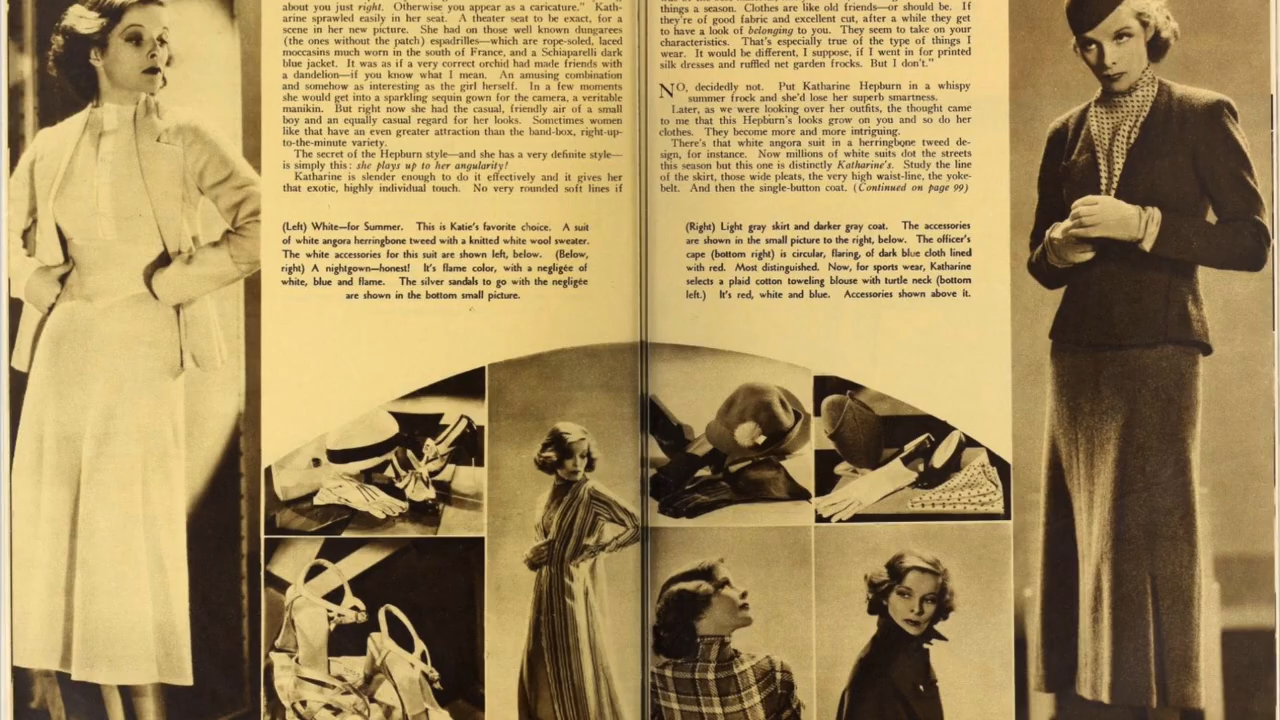 about you just right. Otherwise you appear as a caricature." Kath-
arine sprawled easily in her seat. A theater seat to be exact, for a
scene in her new picture. She had on those well known dungarees
(the ones without the patch) espadrilles—which are rope-soled, laced
moccasins much worn in the south of France, and a Schiaparelli dark
blue jacket. It was as if a very correct orchid had made friends with
a dandelion—if you know what I mean. An amusing combination
and somehow as interesting as the girl herself. In a few moments
she would get into a sparkling sequin gown for the camera, a veritable
manikin. But right now she had the casual, friendly air of a small
boy and an equally casual regard for her looks. Sometimes women
like that have an even greater attraction than the band-box, right-up-
to-the-minute variety.
The secret of the Hepburn style—and she has a very definite style—
is simply this: she plays up to her angularity!
Katharine is slender enough to do it effectively and it gives her
that exotic, highly individual touch. No very rounded soft lines if
(Left) White—for Summer. This is Katie's favorite choice. A suit
of white angora herringbone tweed with a knitted white wool sweater.
The white accessories for this suit are shown left, below. (Below,
right) A nightgown—honest! It's flame color, with a negligée of
white, blue and flame. The silver sandals to go with the negligée
are shown in the bottom small picture.
things a season. Clothes are like old friends—or should be. If
they're of good fabric and excellent cut, after a while they get
to have a look of belonging to you. They seem to take on your
characteristics. That's especially true of the type of things I
wear. It would be different, I suppose, if I went in for printed
silk dresses and ruffled net garden frocks. But I don't."
NO, decidedly not. Put Katharine Hepburn in a whispy
summer frock and she'd lose her superb smartness.
Later, as we were looking over her outfits, the thought came
to me that this Hepburn's looks grow on you and so do her
clothes. They become more and more intriguing.
There's that white angora suit in a herringbone tweed de-
sign, for instance. Now millions of white suits dot the streets
this season but this one is distinctly Katharine's. Study the line
of the skirt, those wide pleats, the very high waist-line, the yoke-
belt. And then the single-button coat. (Continued on page 99)
(Right) Light gray skirt and darker gray coat. The accessories
are shown in the small picture to the right, below. The officer's
cape (bottom right) is circular, flaring, of dark blue cloth lined
with red. Most distinguished. Now, for sports wear, Katharine
selects a plaid cotton toweling blouse with turtle neck (bottom
left.) It's red, white and blue. Accessories shown above it.